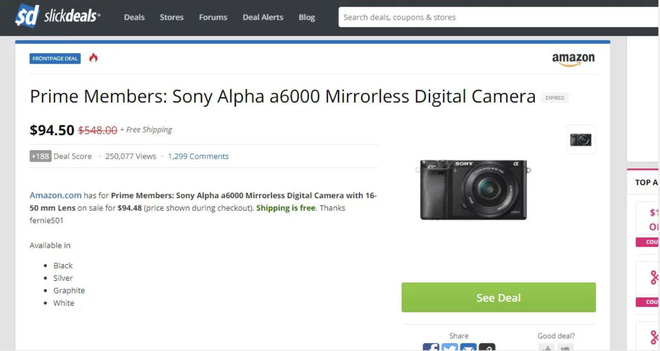 sd slickdeals
Deals Stores Forums Deal Alerts Blog
Search deals, coupons & stores
FRONTPAGE DEAL
amazon
Prime Members: Sony Alpha a6000 Mirrorless Digital Camera EXPIRED
$94.50 $548.00 + Free Shipping
+188 Deal Score · 250,077 Views · 1,299 Comments
Amazon.com has for Prime Members: Sony Alpha a6000 Mirrorless Digital Camera with 16-
50 mm Lens on sale for $94.48 (price shown during checkout). Shipping is free. Thanks
fernie501
Available in
• Black
• Silver
• Graphite
• White
SONY
α
See Deal
Share
Good deal?
TOP A
$1
COU
COU